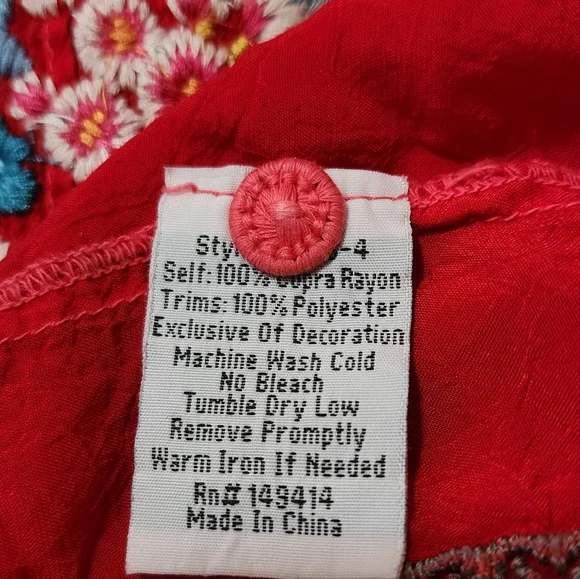 Self: 100% Cupra Rayon
Trims: 100% Polyester
Exclusive Of Decoration
Machine Wash Cold
No Bleach
Tumble Dry Low
Remove Promptly
Warm Iron If Needed
Rn# 149414
Made In China